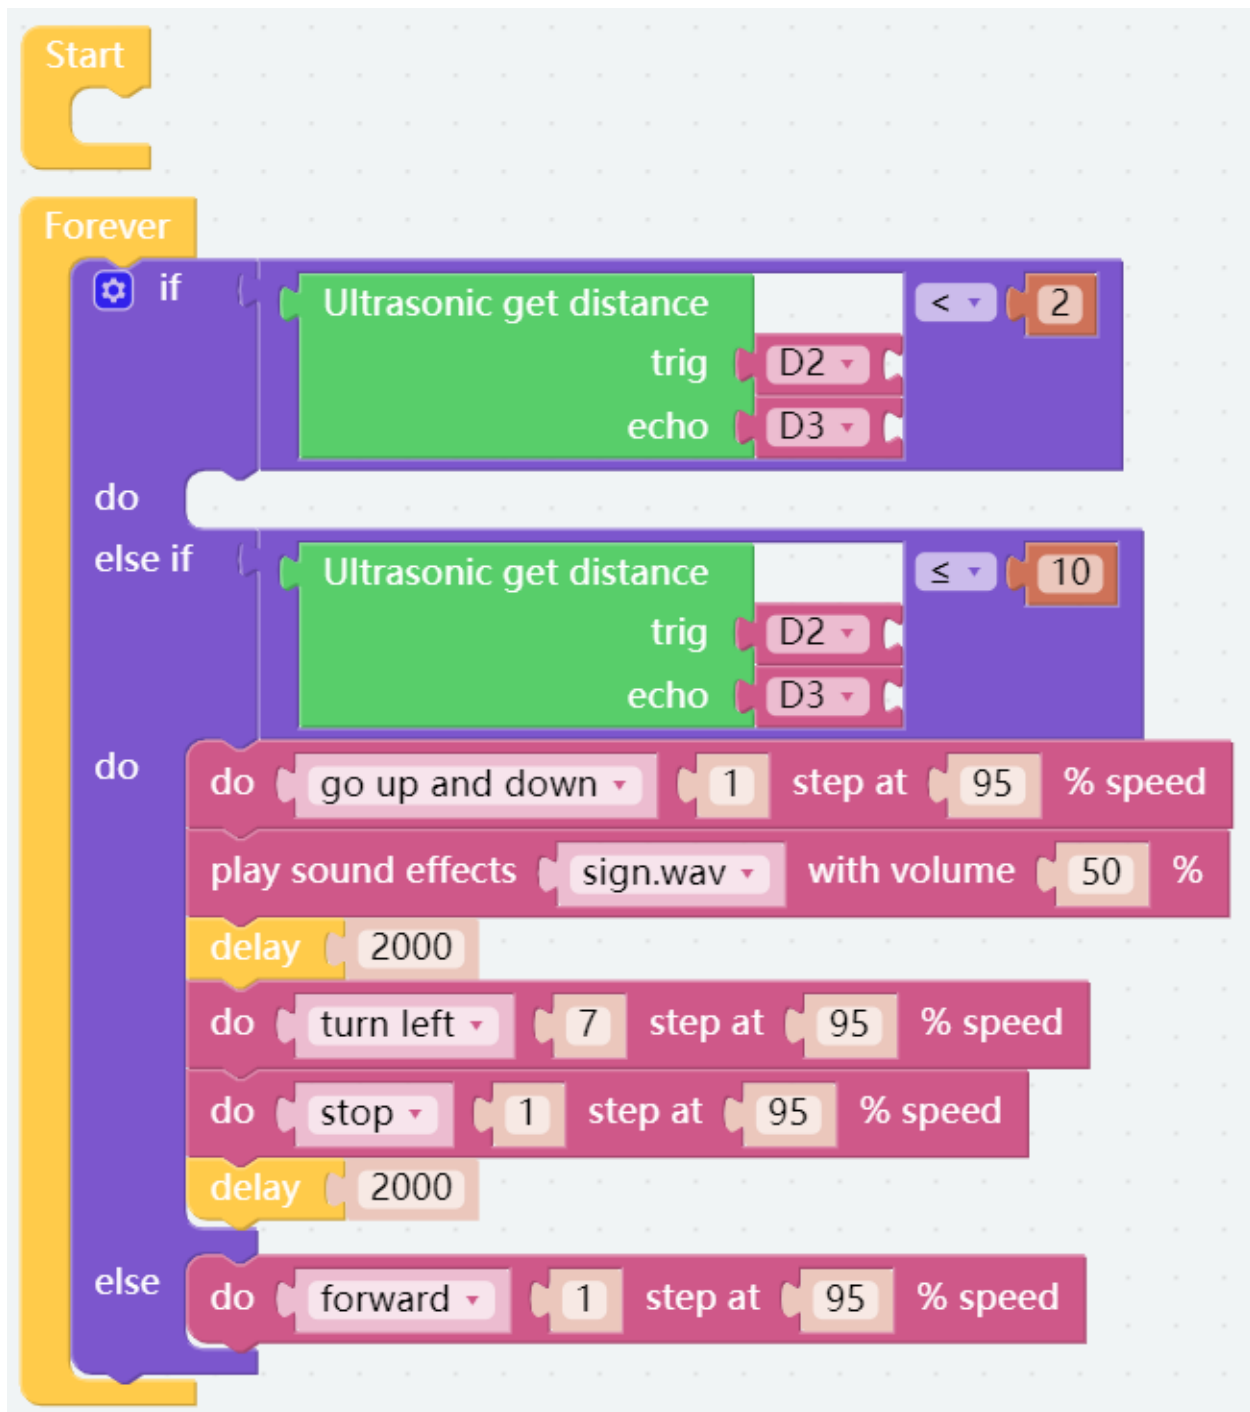 Start
Forever
if Ultrasonic get distance < 2
trig D2
echo D3
do
else if Ultrasonic get distance ≤ 10
trig D2
echo D3
do do go up and down 1 step at 95 % speed
play sound effects sign.wav with volume 50 %
delay 2000
do turn left 7 step at 95 % speed
do stop 1 step at 95 % speed
delay 2000
else do forward 1 step at 95 % speed